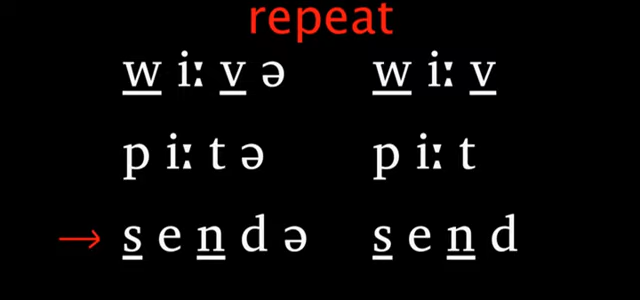 repeat
w iː v ə w iː v
p iː t ə p iː t
→ s e n d ə s e n d